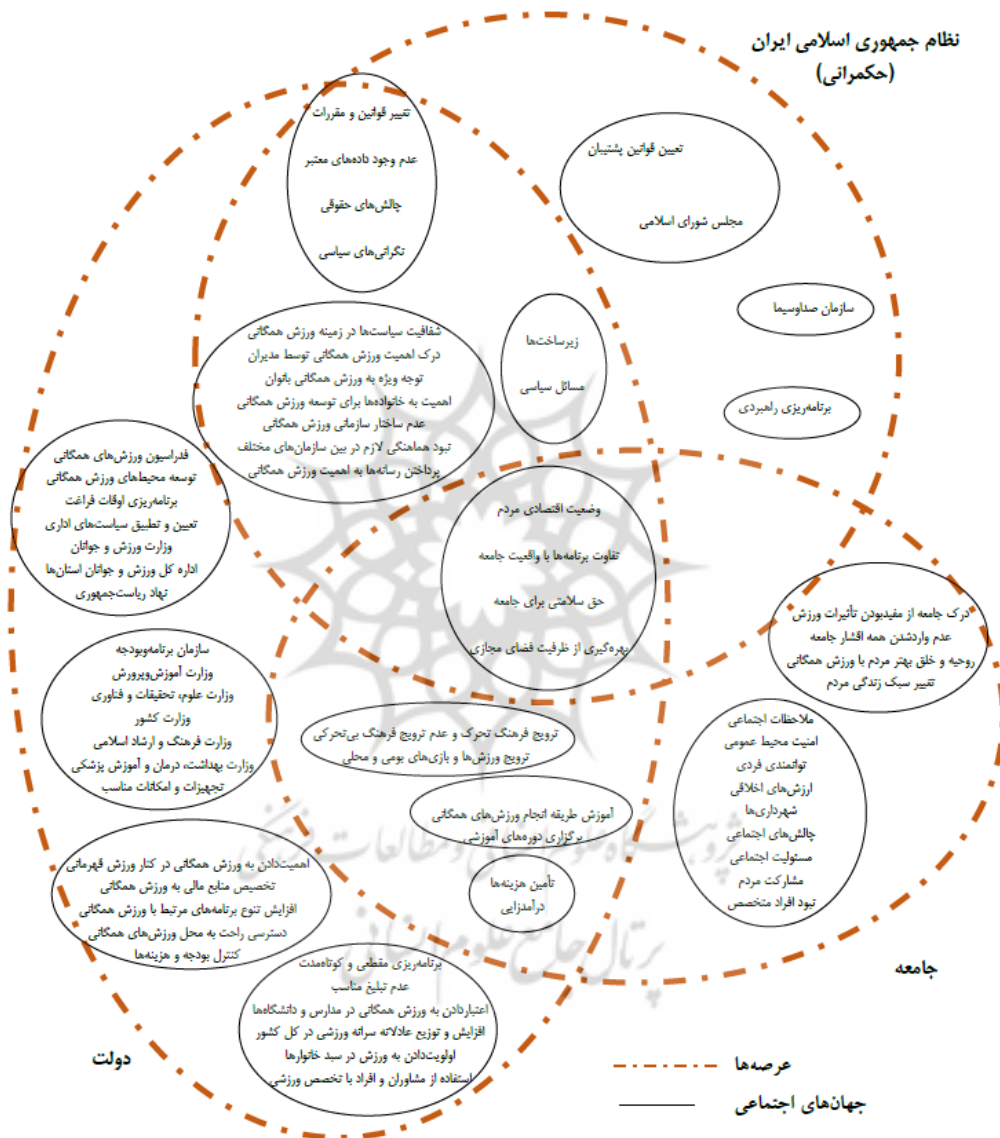 نظام جمهوری اسلامی ایران
(حکمرانی)
تغییر قوانین و مقررات
عدم وجود داده‌های معتبر
چالش‌های حقوقی
نگرانی‌های سیاسی
تعیین قوانین پشتیبان
مجلس شورای اسلامی
سازمان صداوسیما
برنامه‌ریزی راهبردی
زیرساخت‌ها
مسائل سیاسی
شفافیت سیاست‌ها در زمینه ورزش همگانی
درک اهمیت ورزش همگانی توسط مدیران
توجه ویژه به ورزش همگانی بانوان
اهمیت به خانواده‌ها برای توسعه ورزش همگانی
عدم ساختار سازمانی ورزش همگانی
نبود هماهنگی لازم در بین سازمان‌های مختلف
پرداختن رسانه‌ها به اهمیت ورزش همگانی
فدراسیون ورزش‌های همگانی
توسعه محیط‌های ورزش همگانی
برنامه‌ریزی اوقات فراغت
تعیین و تطبیق سیاست‌های اداری
وزارت ورزش و جوانان
اداره کل ورزش و جوانان استان‌ها
نهاد ریاست‌جمهوری
وضعیت اقتصادی مردم
تفاوت برنامه‌ها با واقعیت جامعه
حق سلامتی برای جامعه
بهره‌گیری از ظرفیت فضای مجازی
درک جامعه از مفیدبودن تأثیرات ورزش
عدم واردشدن همه اقشار جامعه
روحیه و خلق بهتر مردم با ورزش همگانی
تغییر سبک زندگی مردم
سازمان برنامه‌وبودجه
وزارت آموزش‌وپرورش
وزارت علوم، تحقیقات و فناوری
وزارت کشور
وزارت فرهنگ و ارشاد اسلامی
وزارت بهداشت، درمان و آموزش پزشکی
تجهیزات و امکانات مناسب
ترویج فرهنگ تحرک و عدم ترویج فرهنگ بی‌تحرکی
ترویج ورزش‌ها و بازی‌های بومی و محلی
ملاحظات اجتماعی
امنیت محیط عمومی
توانمندی فردی
ارزش‌های اخلاقی
شهرداری‌ها
چالش‌های اجتماعی
مسئولیت اجتماعی
مشارکت مردم
نبود افراد متخصص
آموزش طریقه انجام ورزش‌های همگانی
برگزاری دوره‌های آموزشی
تأمین هزینه‌ها
درآمدزایی
اهمیت‌دادن به ورزش همگانی در کنار ورزش قهرمانی
تخصیص منابع مالی به ورزش همگانی
افزایش تنوع برنامه‌های مرتبط با ورزش همگانی
دسترسی راحت به محل ورزش‌های همگانی
کنترل بودجه و هزینه‌ها
برنامه‌ریزی مقطعی و کوتاه‌مدت
عدم تبلیغ مناسب
اعتباردادن به ورزش همگانی در مدارس و دانشگاه‌ها
افزایش و توزیع عادلانه سرانه ورزشی در کل کشور
اولویت‌دادن به ورزش در سبد خانوارها
استفاده از مشاوران و افراد با تخصص ورزشی
پژوهشگاه علوم انسانی و مطالعات فرهنگی
پرتال جامع علوم انسانی
جامعه
دولت
عرصه‌ها
جهان‌های اجتماعی